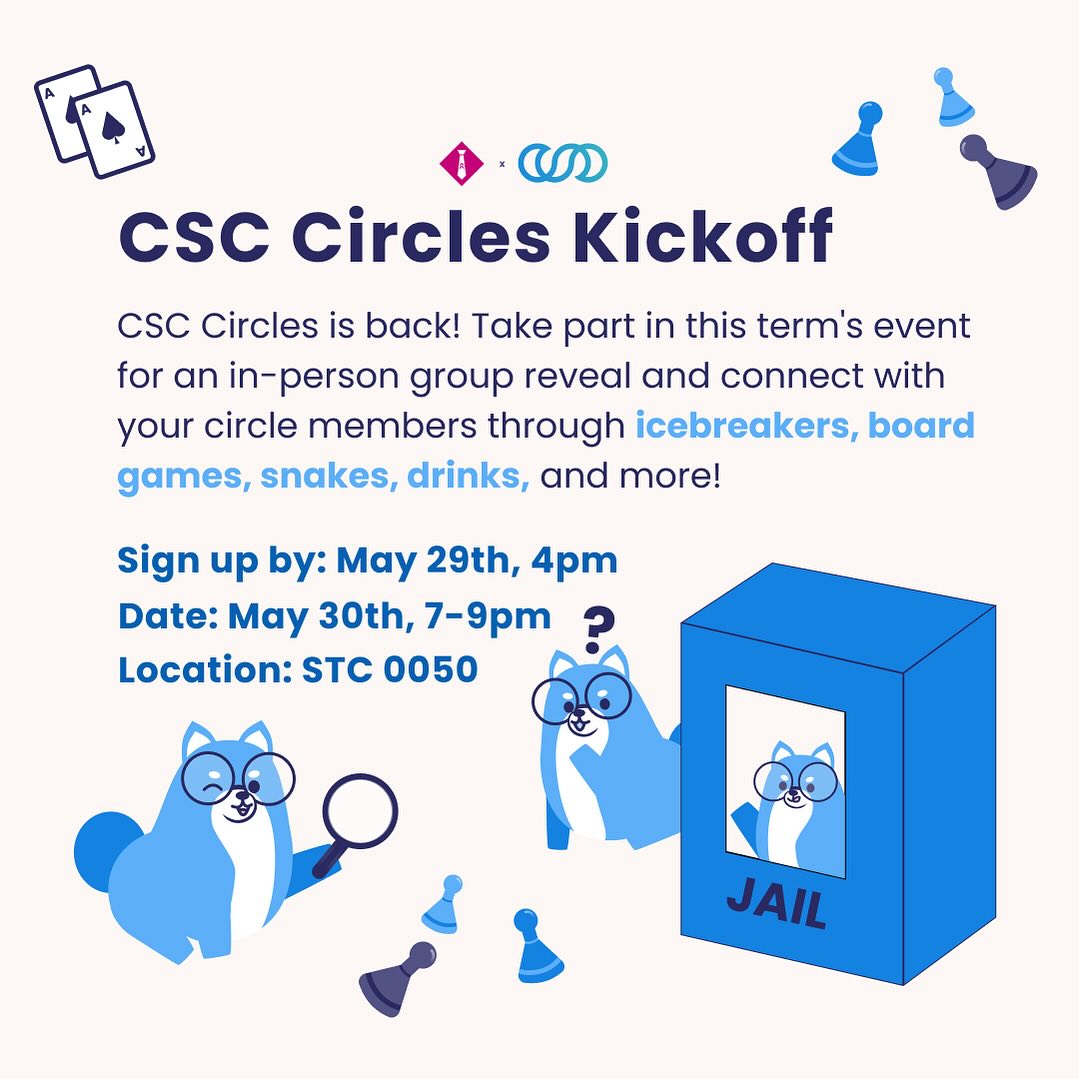 A
A
A
x
CSC Circles Kickoff
CSC Circles is back! Take part in this term's event
for an in-person group reveal and connect with
your circle members through icebreakers, board
games, snakes, drinks, and more!
Sign up by: May 29th, 4pm
Date: May 30th, 7-9pm
Location: STC 0050
?
JAIL